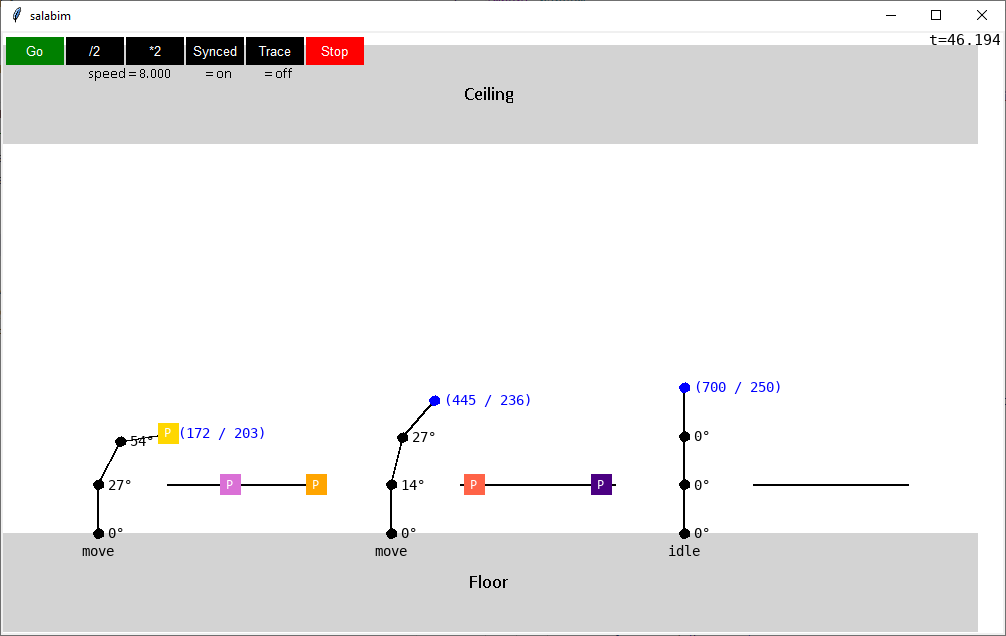 salabim
t=46.194
Go /2 *2 Synced Trace Stop
speed = 8.000 = on = off
Ceiling
(700 / 250)
(445 / 236)
54° P (172 / 203) 27° 0°
27° P P 14° P P 0°
0° 0° 0°
move move idle
Floor